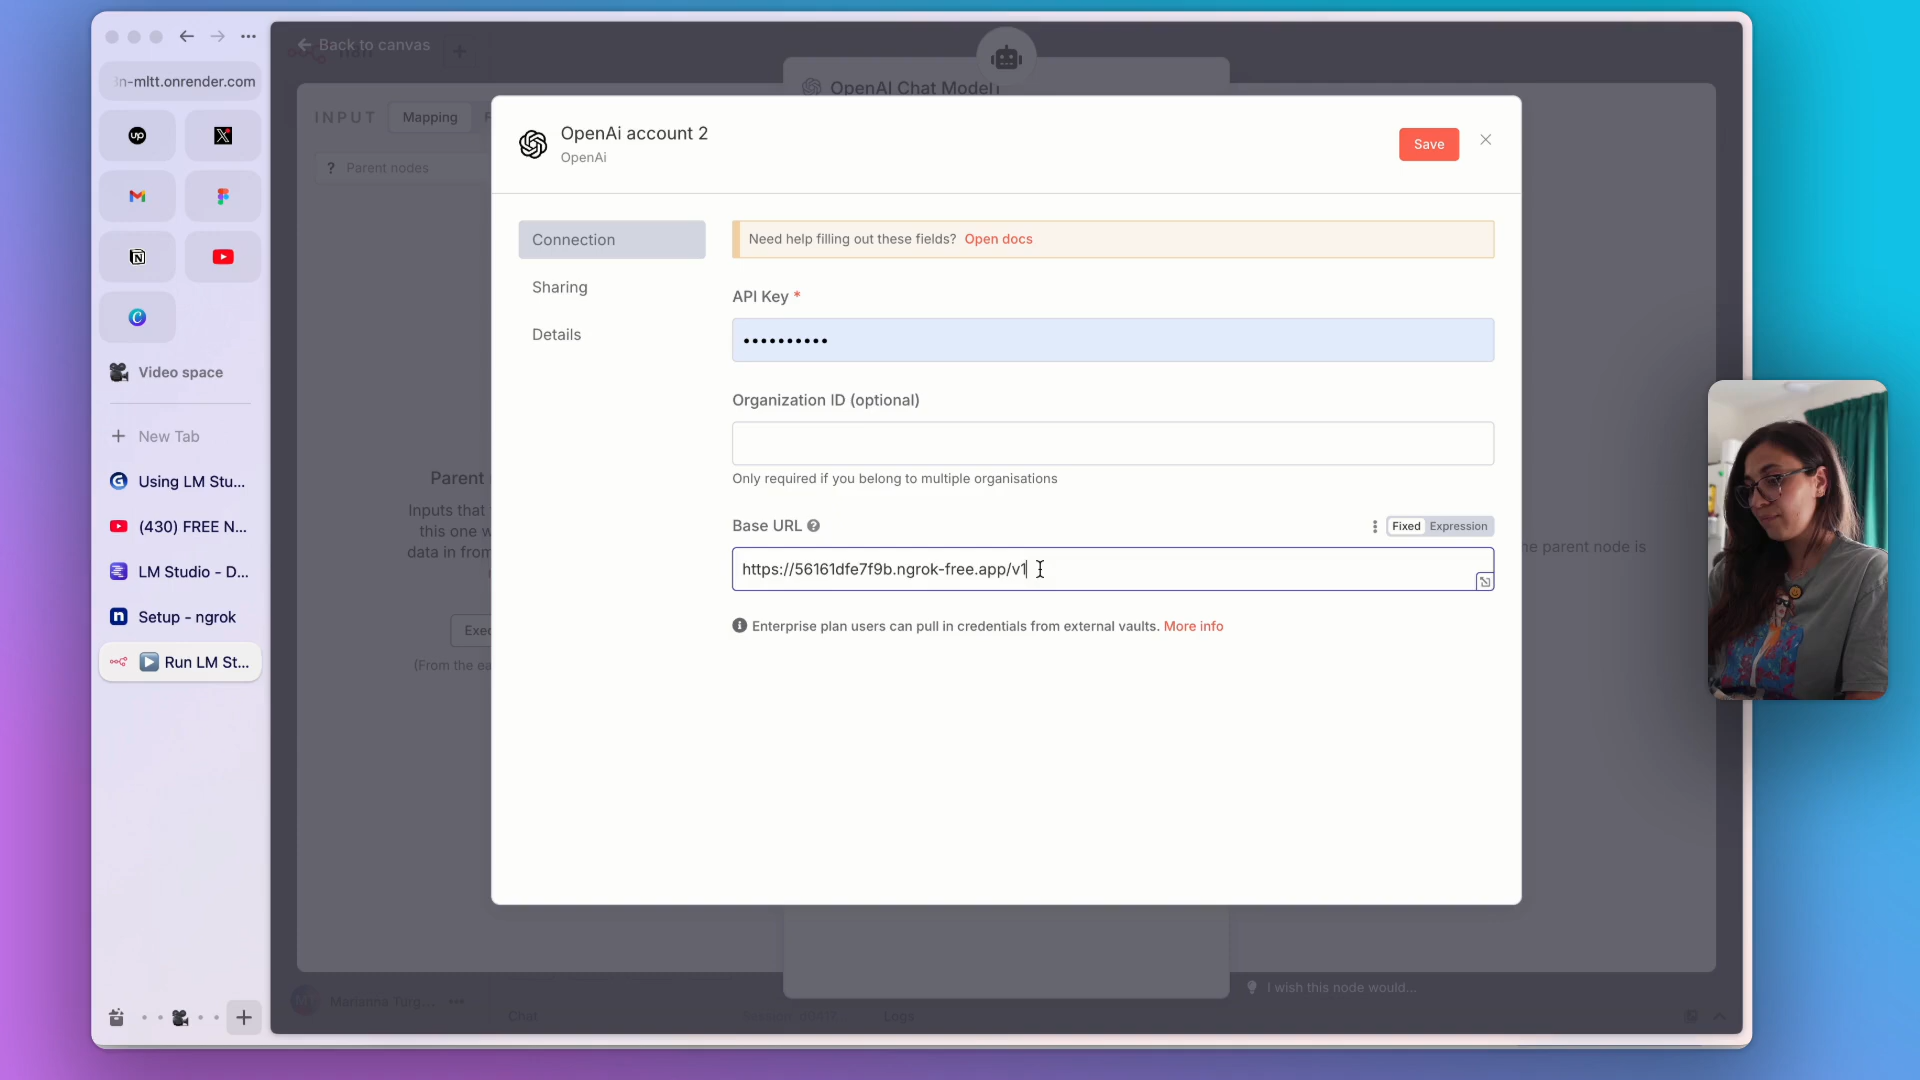 n-mltt.onrender.com
Video space
New Tab
Using LM Stu...
(430) FREE N...
LM Studio - D...
Setup - ngrok
Run LM St...
Back to canvas
INPUT
Mapping
Parent nodes
OpenAI Chat Model
OpenAi account 2
OpenAi
Save
Connection
Sharing
Details
Need help filling out these fields? Open docs
API Key *
••••••••••
Organization ID (optional)
Only required if you belong to multiple organisations
Base URL
Fixed
Expression
https://56161dfe7f9b.ngrok-free.app/v1
Enterprise plan users can pull in credentials from external vaults. More info
Parent
Inputs that
this one w
data in from
Exec
(From the ea
e parent node is
I wish this node would...
Chat
Logs